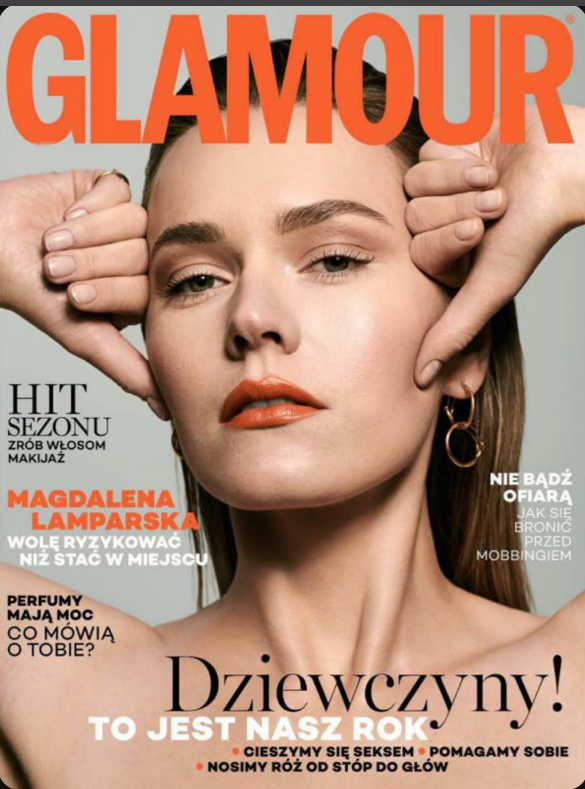 GLAMOUR
HIT
SEZONU
ZRÓB WŁOSOM
MAKIJAŻ
MAGDALENA
LAMPARSKA
WOLĘ RYZYKOWAĆ
NIŻ STAĆ W MIEJSCU
PERFUMY
MAJĄ MOC
CO MÓWIĄ
O TOBIE?
NIE BĄDŹ
OFIARĄ
JAK SIĘ
BRONIĆ
PRZED
MOBBINGIEM
Dziewczyny!
TO JEST NASZ ROK
• CIESZYMY SIĘ SEKSEM • POMAGAMY SOBIE
• NOSIMY RÓŻ OD STÓP DO GŁÓW